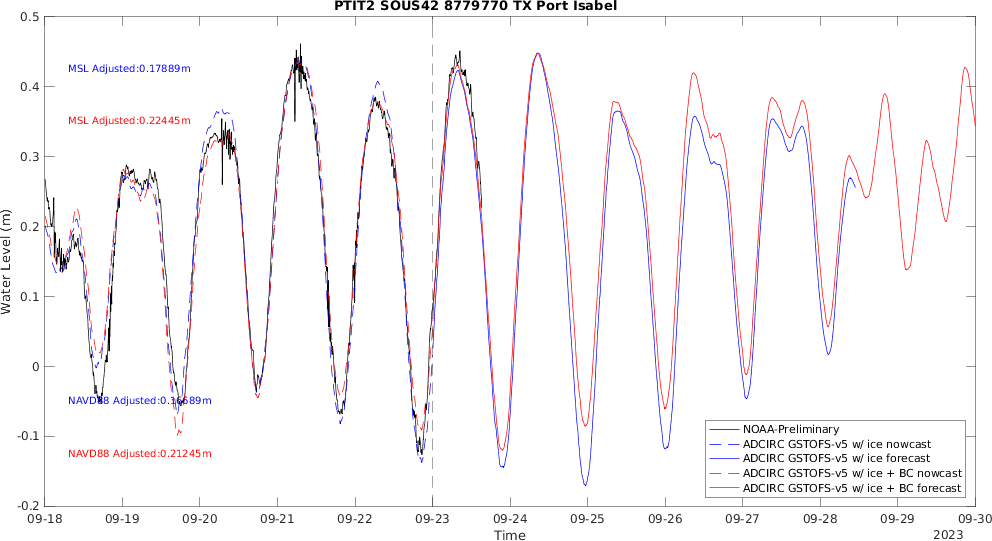 PTIT2 SOUS42 8779770 TX Port Isabel
0.5
0.4
0.3
0.2
0.1
0
-0.1
-0.2
Water Level (m)
MSL Adjusted:0.17889m
MSL Adjusted:0.22445m
NAVD88 Adjusted:0.16689m
NAVD88 Adjusted:0.21245m
NOAA-Preliminary
ADCIRC GSTOFS-v5 w/ ice nowcast
ADCIRC GSTOFS-v5 w/ ice forecast
ADCIRC GSTOFS-v5 w/ ice + BC nowcast
ADCIRC GSTOFS-v5 w/ ice + BC forecast
09-18 09-19 09-20 09-21 09-22 09-23 09-24 09-25 09-26 09-27 09-28 09-29 09-30
Time
2023